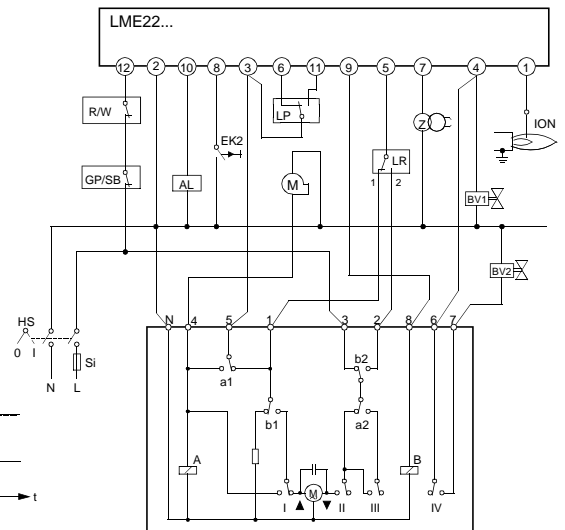 LME22...
12 2 10 8 3 6 11 9 5 7 4 1
R/W
LP
Z
ION
EK2
GP/SB
AL
M
LR
1 2
BV1
BV2
HS
0 I
Si
N L
N 4 5 1 3 2 8 6 7
a1
b2
b1
a2
A
B
I
M
II
III
IV
t